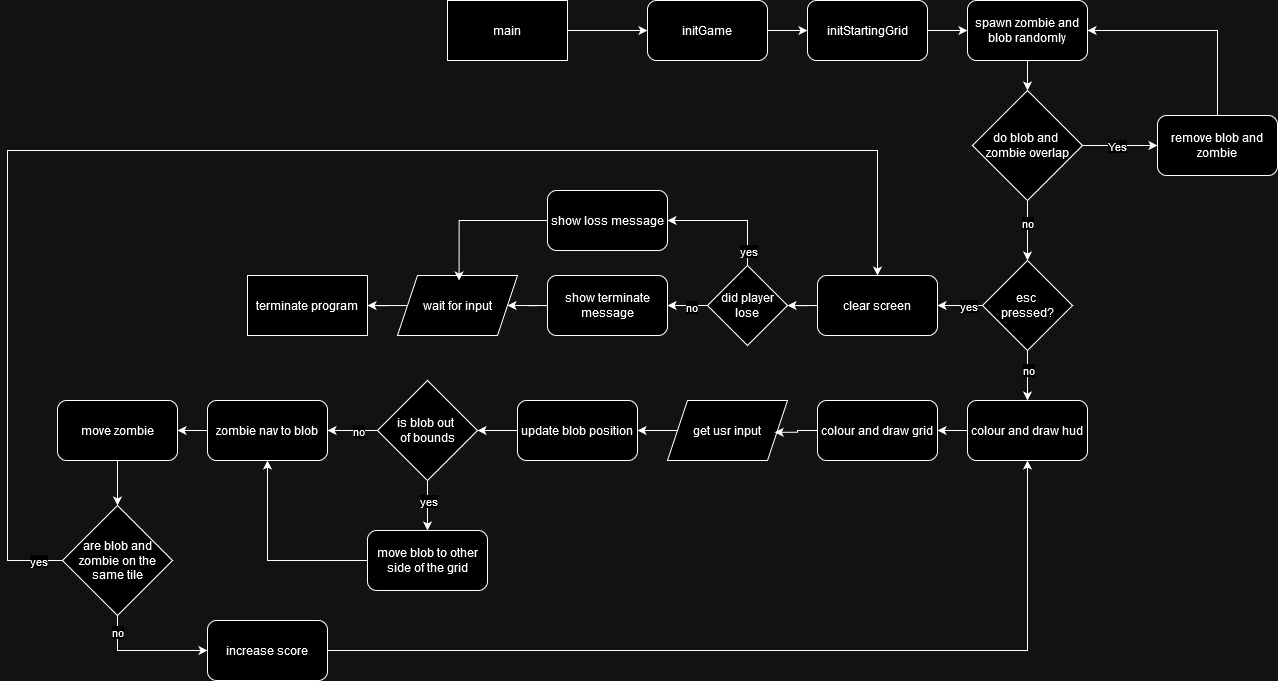 main
initGame
initStartingGrid
spawn zombie and
blob randomly
do blob and
zombie overlap
Yes
remove blob and
zombie
no
show loss message
yes
terminate program
wait for input
show terminate
message
no
did player
lose
clear screen
yes
esc
pressed?
no
move zombie
zombie nav to blob
no
is blob out
of bounds
update blob position
get usr input
colour and draw grid
colour and draw hud
yes
move blob to other
side of the grid
are blob and
zombie on the
same tile
yes
no
increase score